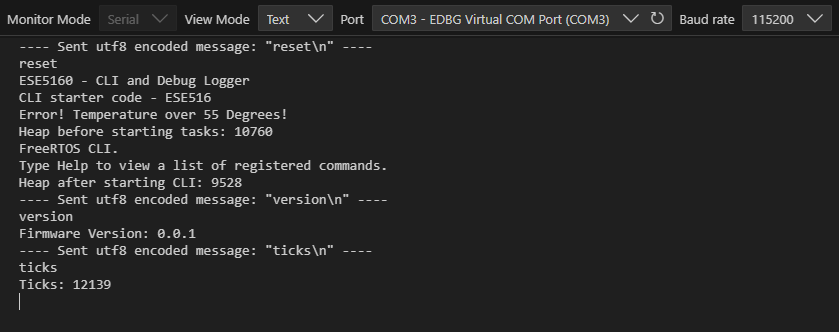 Monitor Mode Serial View Mode Text Port COM3 - EDBG Virtual COM Port (COM3) Baud rate 115200
---- Sent utf8 encoded message: "reset\n" ----
reset
ESE5160 - CLI and Debug Logger
CLI starter code - ESE516
Error! Temperature over 55 Degrees!
Heap before starting tasks: 10760
FreeRTOS CLI.
Type Help to view a list of registered commands.
Heap after starting CLI: 9528
---- Sent utf8 encoded message: "version\n" ----
version
Firmware Version: 0.0.1
---- Sent utf8 encoded message: "ticks\n" ----
ticks
Ticks: 12139